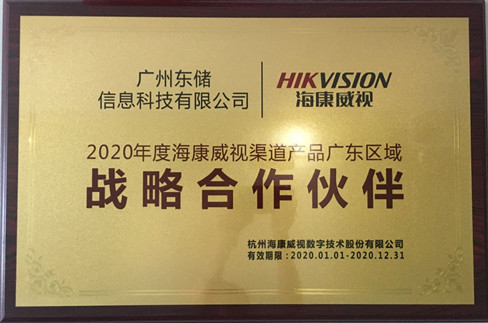 广州东储
信息科技有限公司
HIKVISION
海康威视
2020年度海康威视渠道产品广东区域
战略合作伙伴
杭州海康威视数字技术股份有限公司
有效期限:2020.01.01-2020.12.31